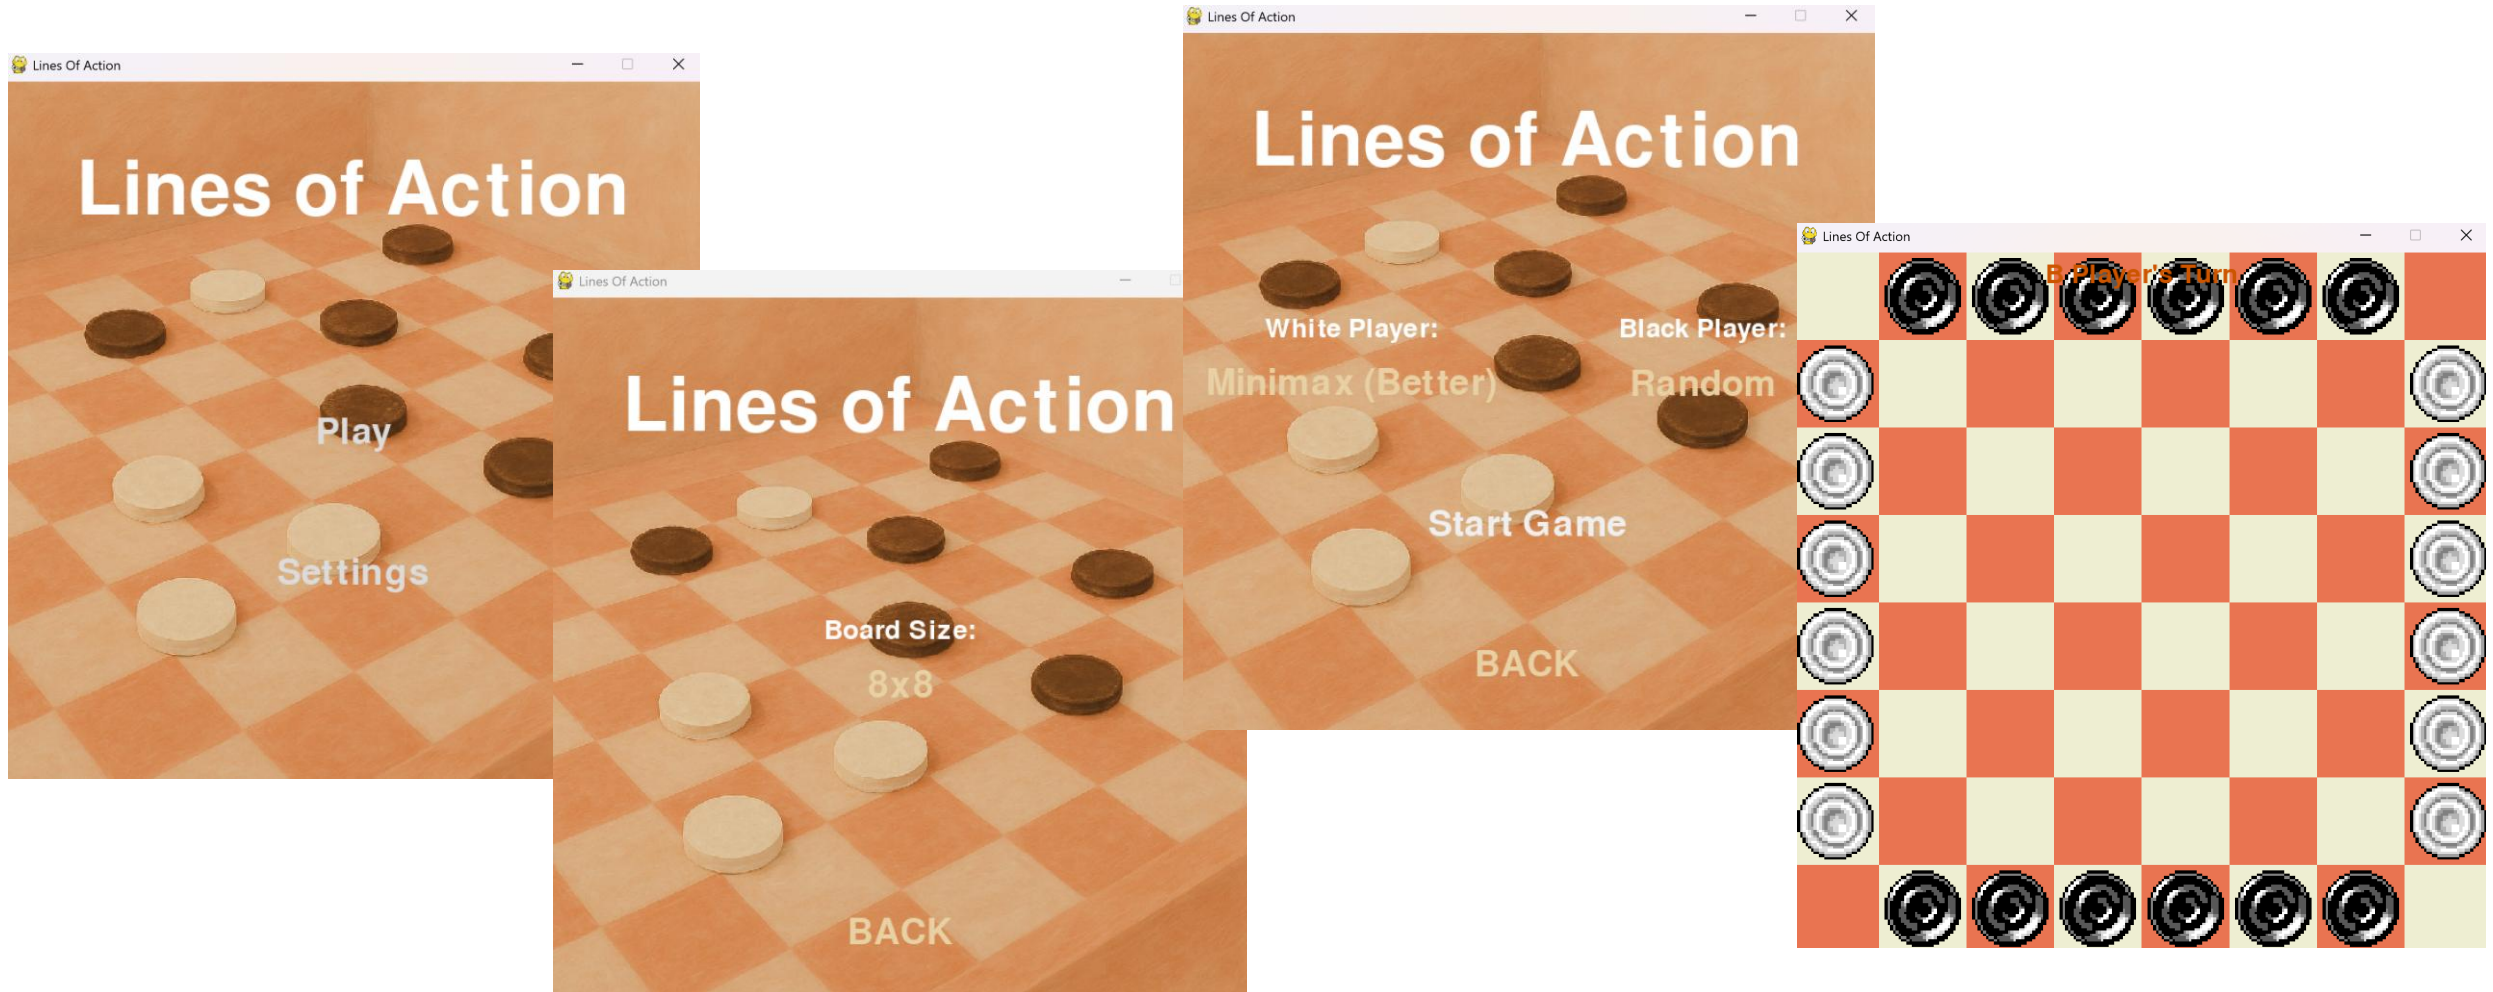 Lines Of Action
Lines of Action
Play
Settings
Lines Of Action
Lines of Action
Board Size:
8x8
BACK
Lines Of Action
Lines of Action
White Player:
Black Player:
Minimax (Better)
Random
Start Game
BACK
Lines Of Action
B Player's Turn